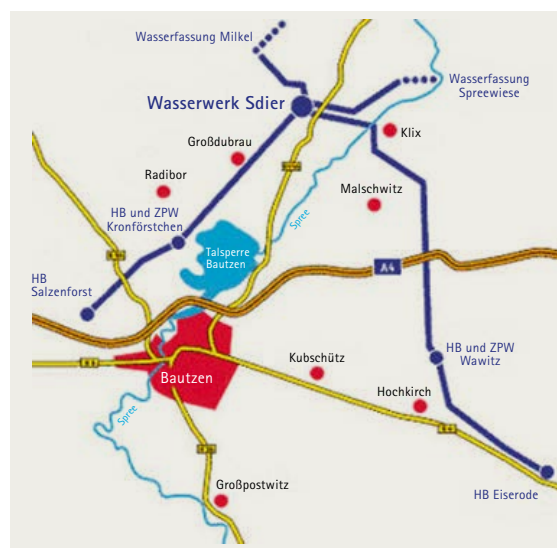 Wasserfassung Milkel
Wasserfassung
Spreewiese
Wasserwerk Sdier
Klix
Großdubrau
Radibor
Malschwitz
HB und ZPW
Kronförstchen
Spree
Talsperre
Bautzen
HB
Salzenforst
A4
HB und ZPW
Wawitz
Kubschütz
Bautzen
Hochkirch
Spree
Großpostwitz
HB Eiserode